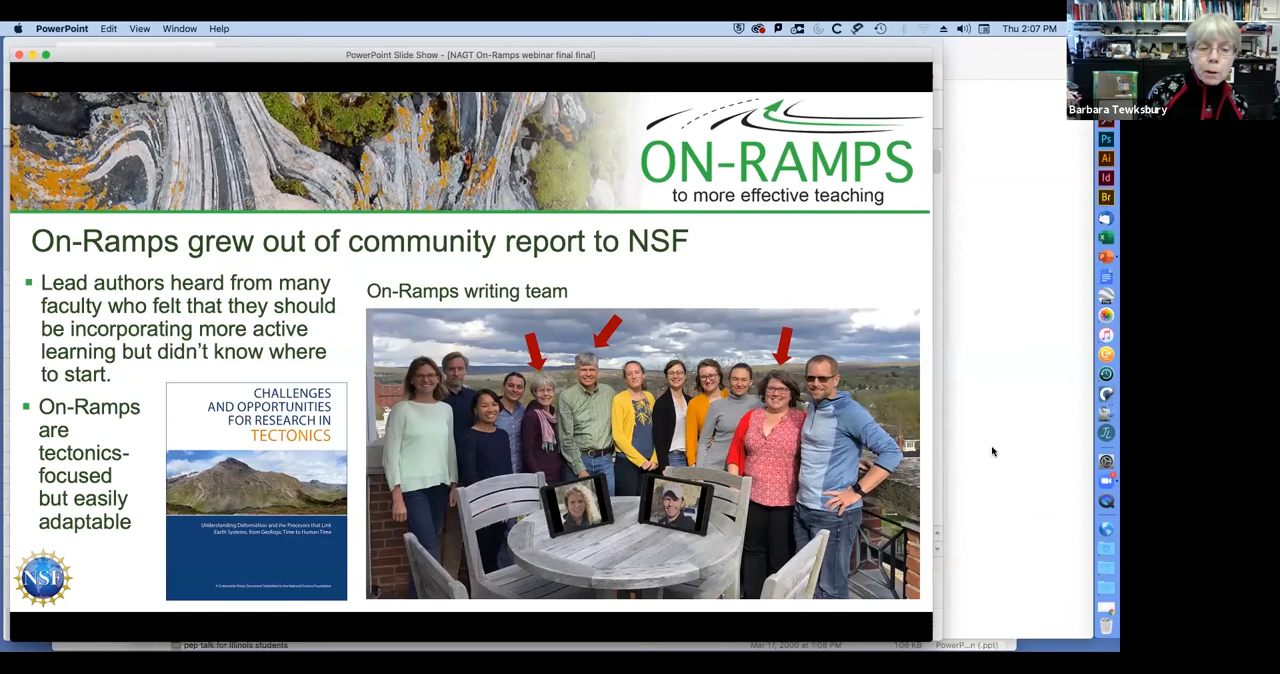 PowerPoint Edit View Window Help
Thu 2:07 PM
PowerPoint Slide Show - [NAGT On-Ramps webinar final final]
Barbara Tewksbury
Ps
Ai
Id
Br
ON-RAMPS
to more effective teaching
On-Ramps grew out of community report to NSF
Lead authors heard from many
faculty who felt that they should
be incorporating more active
learning but didn't know where
to start.
On-Ramps
are
tectonics-
focused
but easily
adaptable
NSF
CHALLENGES
AND OPPORTUNITIES
FOR RESEARCH IN
TECTONICS
Understanding Deformation and the Processes that Link
Earth Systems, from Geologic Time to Human Time
A Community Vision Document Submitted to the National Science Foundation
On-Ramps writing team
pep talk for Illinois students
Mar 17, 2000 at 1:08 PM
106 KB
PowerP...n (.ppt)